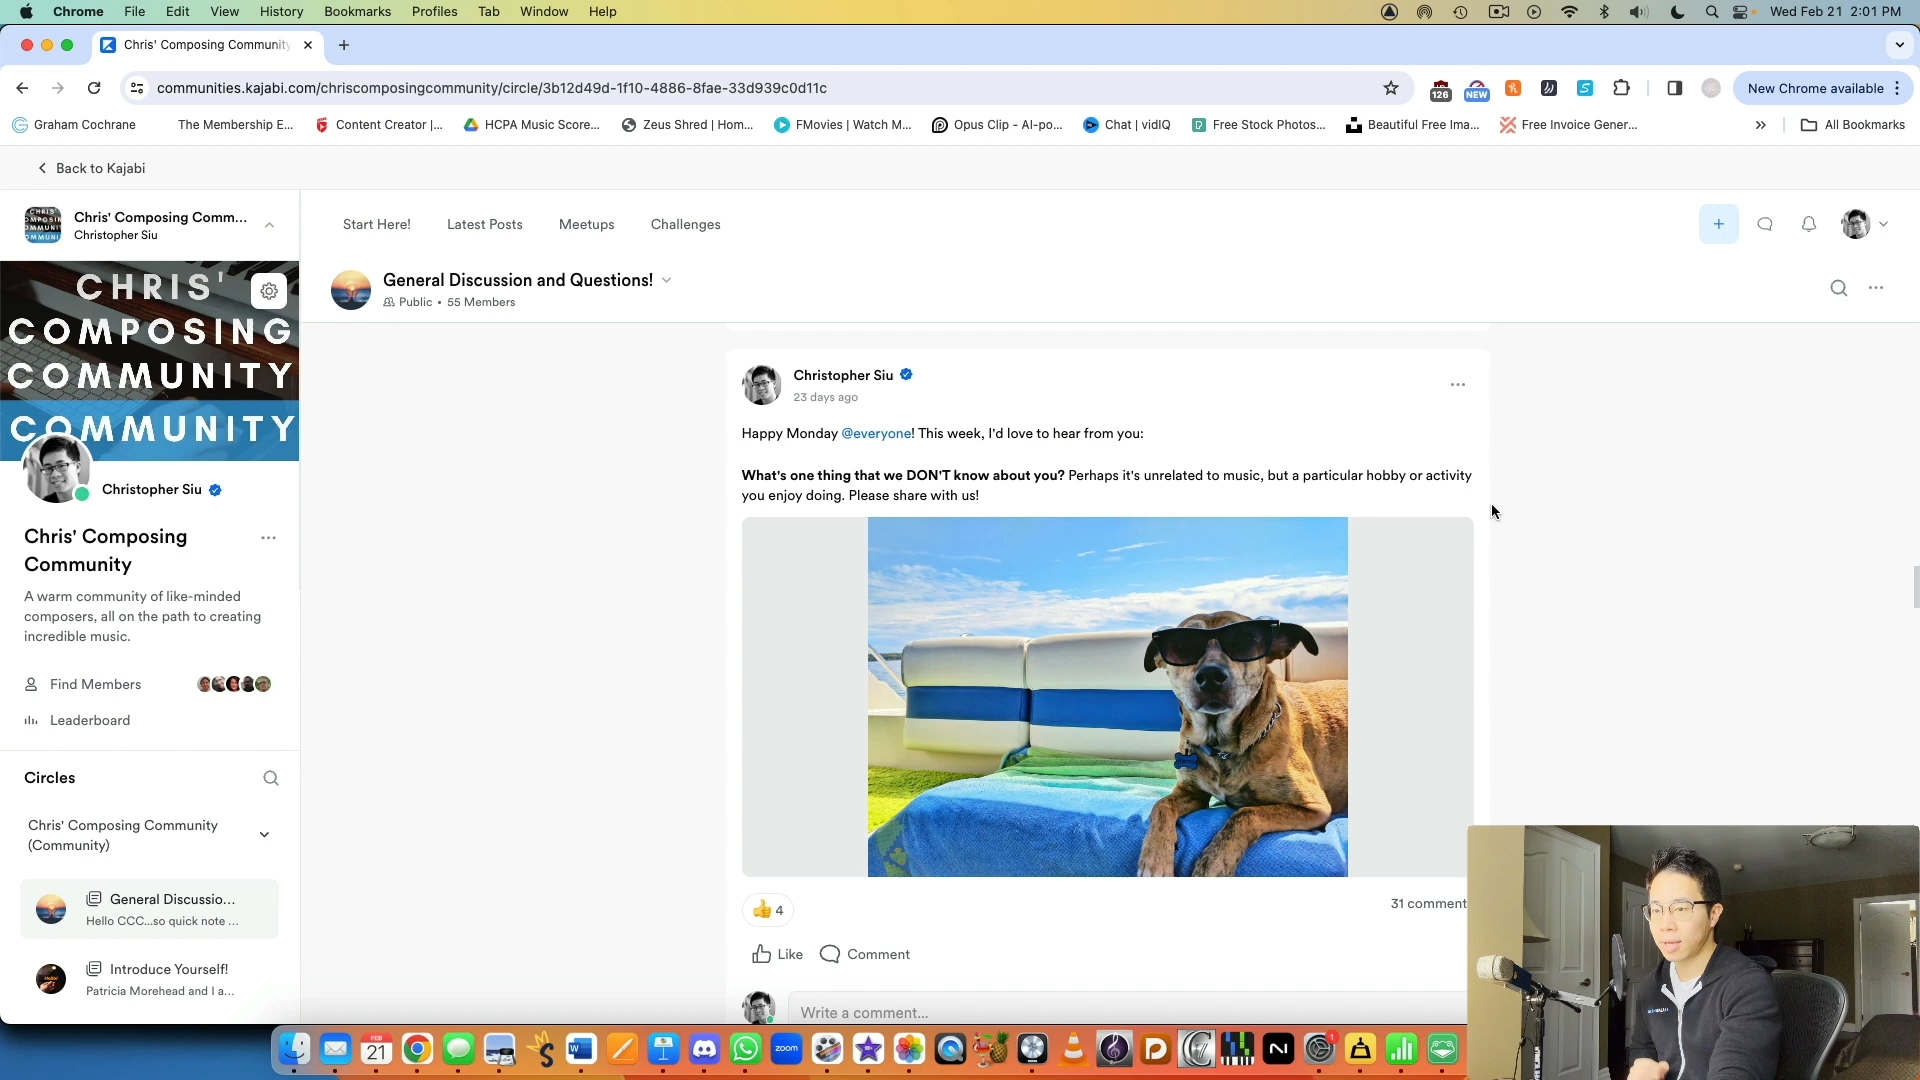 Chrome File Edit View History Bookmarks Profiles Tab Window Help Wed Feb 21 2:01 PM
Chris' Composing Community
communities.kajabi.com/chriscomposingcommunity/circle/3b12d49d-1f10-4886-8fae-33d939c0d11c 126 NEW New Chrome available
Graham Cochrane The Membership E... Content Creator |... HCPA Music Score... Zeus Shred | Hom... FMovies | Watch M... Opus Clip - AI-po... Chat | vidIQ Free Stock Photos... Beautiful Free Ima... Free Invoice Gener... All Bookmarks
Back to Kajabi
Chris' Composing Comm...
Christopher Siu
Start Here! Latest Posts Meetups Challenges
CHRIS'
COMPOSING
COMMUNITY
COMMUNITY
General Discussion and Questions!
Public • 55 Members
Christopher Siu
Chris' Composing
Community
A warm community of like-minded
composers, all on the path to creating
incredible music.
Find Members
Leaderboard
Circles
Chris' Composing Community
(Community)
General Discussio...
Hello CCC...so quick note ...
Introduce Yourself!
Patricia Morehead and I a...
Christopher Siu
23 days ago
Happy Monday @everyone! This week, I'd love to hear from you:
What's one thing that we DON'T know about you? Perhaps it's unrelated to music, but a particular hobby or activity
you enjoy doing. Please share with us!
4
31 comment
Like Comment
Write a comment...
FEB
21
zoom
1